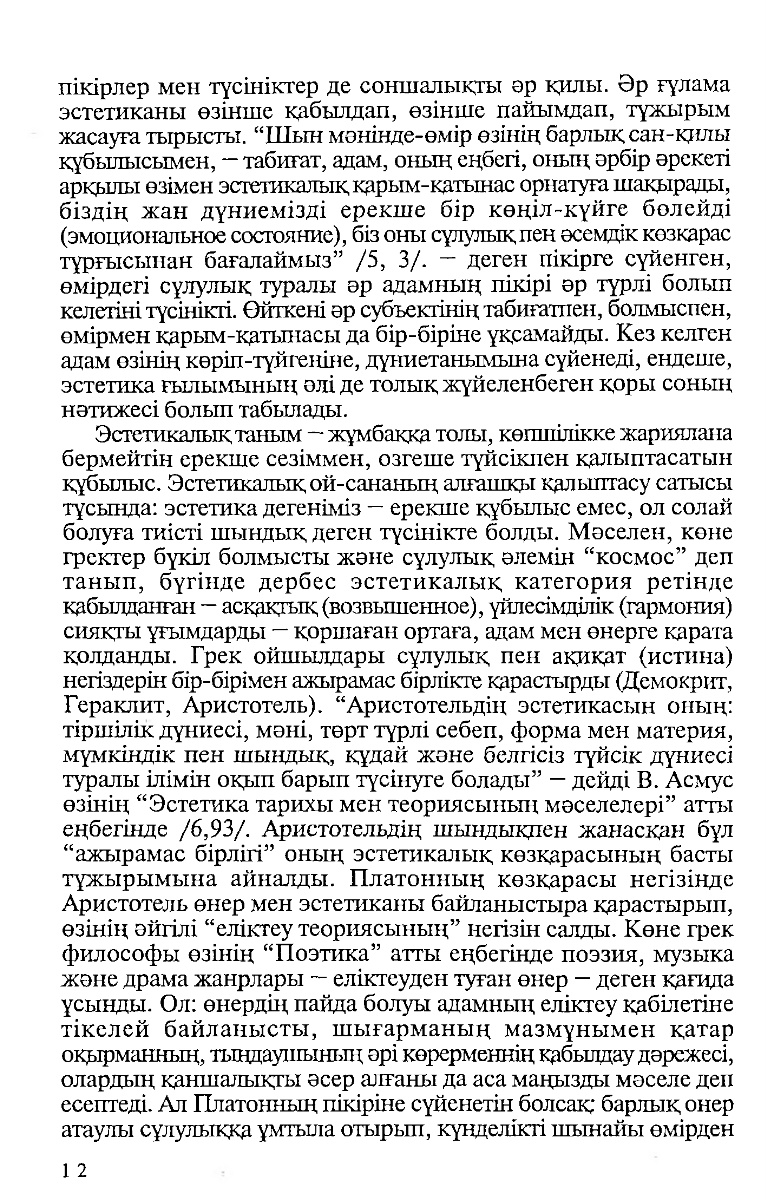 пікірлер мен түсініктер де соншалықты әр қилы. Әр ғұлама
эстетиканы өзінше қабылдап, өзінше пайымдап, тұжырым
жасауға тырысты. “Шын мәнінде-өмір өзінің барлық сан-қилы
құбылысымен, — табиғат, адам, оның еңбегі, оның әрбір әрекеті
арқылы өзімен эстетикалық қарым-қатынас орнатуға шақырады,
біздің жан дүниемізді ерекше бір көңіл-күйге бөлейді
(эмоциональное состояние), біз оны сұлулық пен әсемдік көзқарас
тұрғысынан бағалаймыз” /5, 3/. — деген пікірге сүйенген,
өмірдегі сұлулық туралы әр адамның пікірі әр түрлі болып
келетіні түсінікті. Өйткені әр субъектінің табиғатпен, болмыспен,
өмірмен қарым-қатынасы да бір-біріне ұқсамайды. Кез келген
адам өзінің көріп-түйгеніне, дүниетанымына сүйенеді, ендеше,
эстетика ғылымының әлі де толық жүйеленбеген қоры соның
нәтижесі болып табылады.
Эстетикалық таным — жұмбаққа толы, көпшілікке жариялана
бермейтін ерекше сезіммен, озгеше түйсікпен қалыптасатын
құбылыс. Эстетикалық ой-сананың алғашқы қалыптасу сатысы
тұсында: эстетика дегеніміз — ерекше құбылыс емес, ол солай
болуға тиісті шындық деген түсінікте болды. Мәселен, көне
гректер бүкіл болмысты және сұлулық әлемін “космос” деп
танып, бүгінде дербес эстетикалық категория ретінде
қабылданған — асқақтық (возвышенное), үйлесімділік (гармония)
сияқты ұғымдарды — қоршаған ортаға, адам мен өнерге қарата
қолданды. Грек ойшылдары сұлулық пен ақиқат (истина)
негіздерін бір-бірімен ажырамас бірлікте қарастырды (Демокрит,
Гераклит, Аристотель). “Аристотельдің эстетикасын оның:
тіршілік дүниесі, мәні, төрт түрлі себеп, форма мен материя,
мүмкіндік пен шындық, құдай және белгісіз түйсік дүниесі
туралы ілімін оқып барып түсінуге болады” — дейді В. Асмус
өзінің “Эстетика тарихы мен теориясының мәселелері” атты
еңбегінде /6,93/. Аристотельдің шындықпен жанасқан бұл
“ажырамас бірлігі” оның эстетикалық көзқарасының басты
тұжырымына айналды. Платонның көзқарасы негізінде
Аристотель өнер мен эстетиканы байланыстыра қарастырып,
өзінің әйгілі “еліктеу теориясының” негізін салды. Көне грек
философы өзінің “Поэтика” атты еңбегінде поэзия, музыка
және драма жанрлары — еліктеуден туған өнер — деген қағида
ұсынды. Ол: өнердің пайда болуы адамның еліктеу қабілетіне
тікелей байланысты, шығарманың мазмұнымен қатар
оқырманның, тыңдаушының әрі көрерменнің қабылдау дәрежесі,
олардың қаншалықты әсер алғаны да аса маңызды мәселе деп
есептеді. Ал Платонның пікіріне сүйенетін болсақ: барлық өнер
атаулы сұлулыққа ұмтыла отырып, күнделікті шынайы өмірден
12